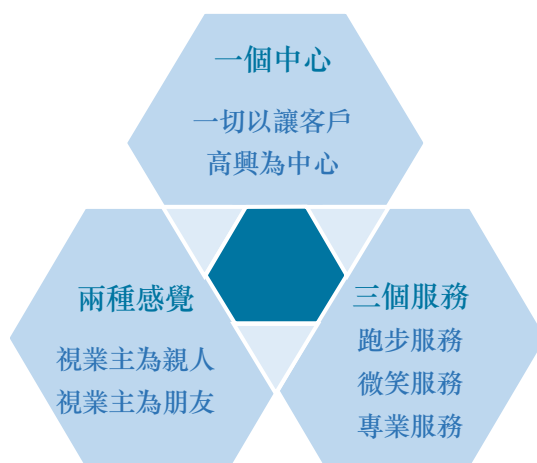 一個中心
一切以讓客戶
高興為中心
兩種感覺
視業主為親人
視業主為朋友
三個服務
跑步服務
微笑服務
專業服務